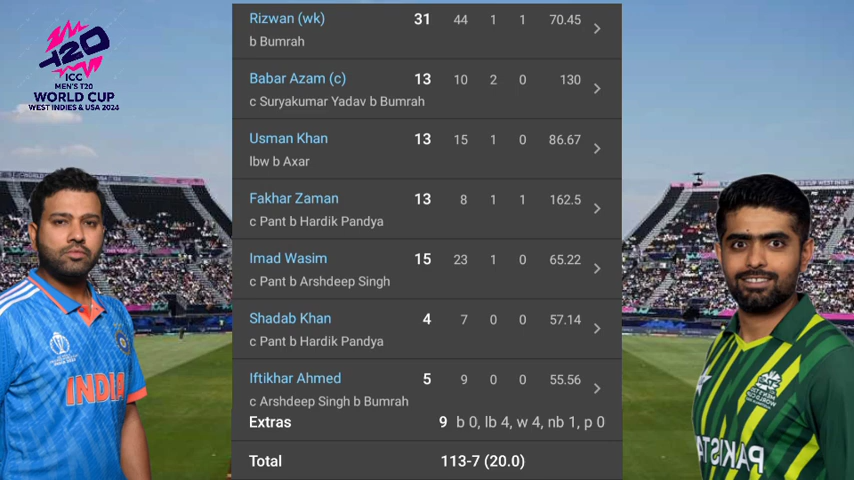 T20
ICC
MEN'S T20
WORLD CUP
WEST INDIES & USA 2024
Rizwan (wk) 31 44 1 1 70.45
b Bumrah
Babar Azam (c) 13 10 2 0 130
c Suryakumar Yadav b Bumrah
Usman Khan 13 15 1 0 86.67
lbw b Axar
Fakhar Zaman 13 8 1 1 162.5
c Pant b Hardik Pandya
Imad Wasim 15 23 1 0 65.22
c Pant b Arshdeep Singh
Shadab Khan 4 7 0 0 57.14
c Pant b Hardik Pandya
Iftikhar Ahmed 5 9 0 0 55.56
c Arshdeep Singh b Bumrah
Extras 9 b 0, lb 4, w 4, nb 1, p 0
Total 113-7 (20.0)
INDIA
PAKISTA